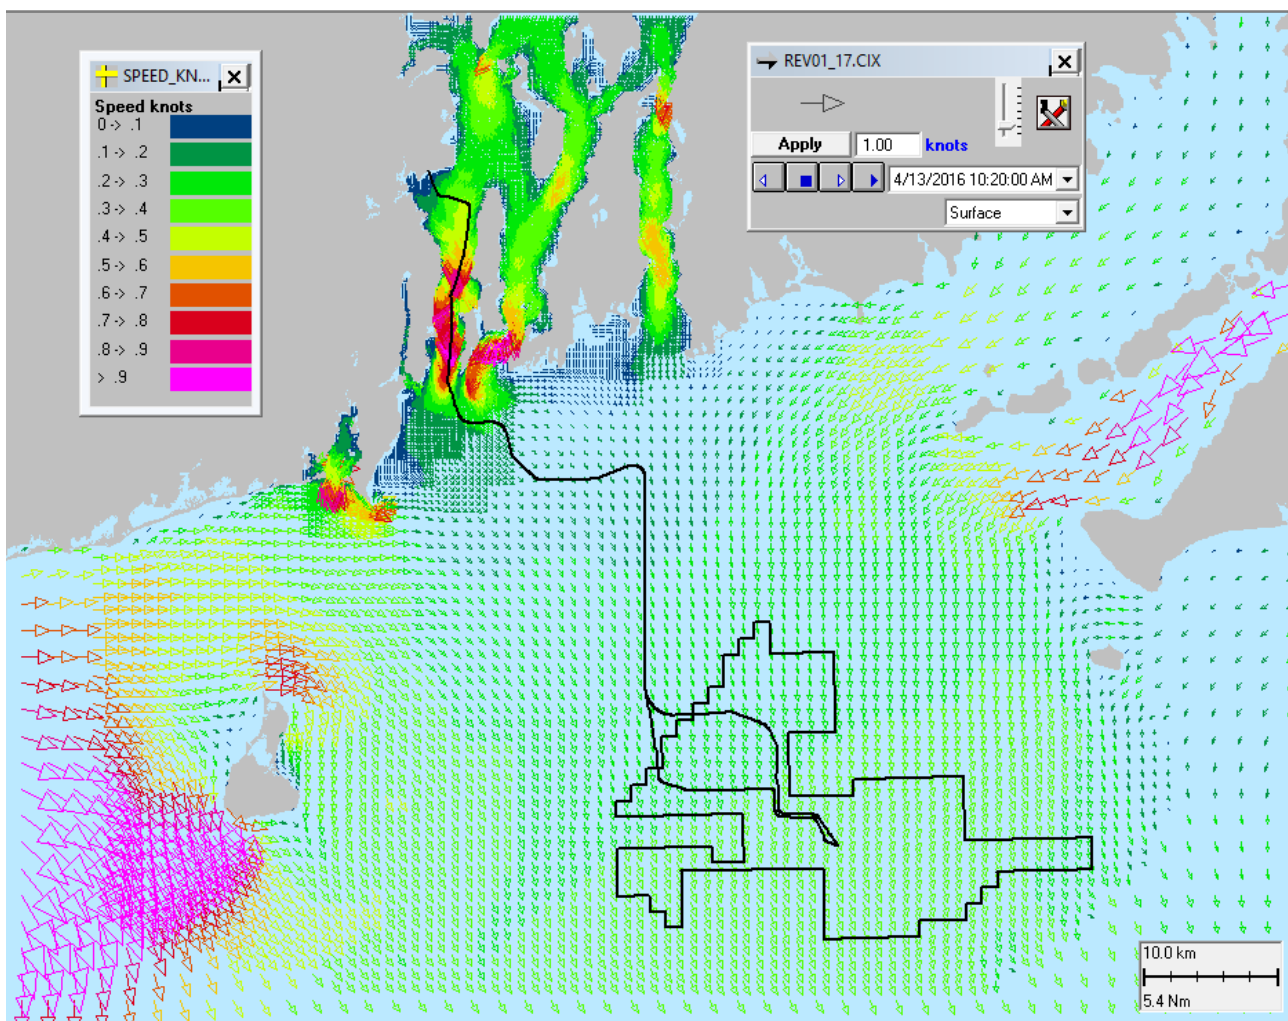 SPEED_KN...
Speed knots
0 -> .1
.1 -> .2
.2 -> .3
.3 -> .4
.4 -> .5
.5 -> .6
.6 -> .7
.7 -> .8
.8 -> .9
> .9
REV01_17.CIX
Apply
1.00
knots
4/13/2016 10:20:00 AM
Surface
10.0 km
5.4 Nm